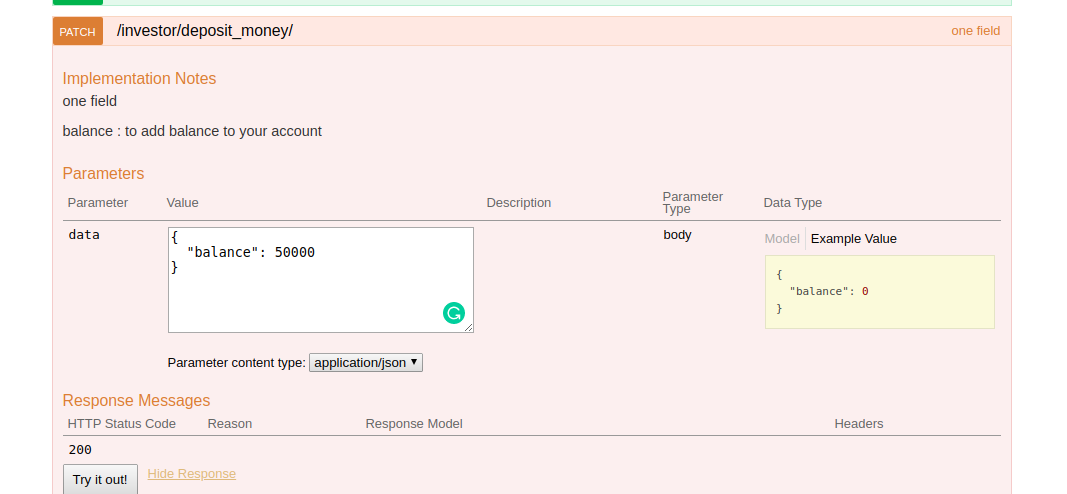 PATCH /investor/deposit_money/ one field
Implementation Notes
one field
balance : to add balance to your account
Parameters
Parameter Value Description Parameter Type Data Type
data
{
"balance": 50000
}
body
Model Example Value
{
"balance": 0
}
Parameter content type: application/json
Response Messages
HTTP Status Code Reason Response Model Headers
200
Try it out! Hide Response